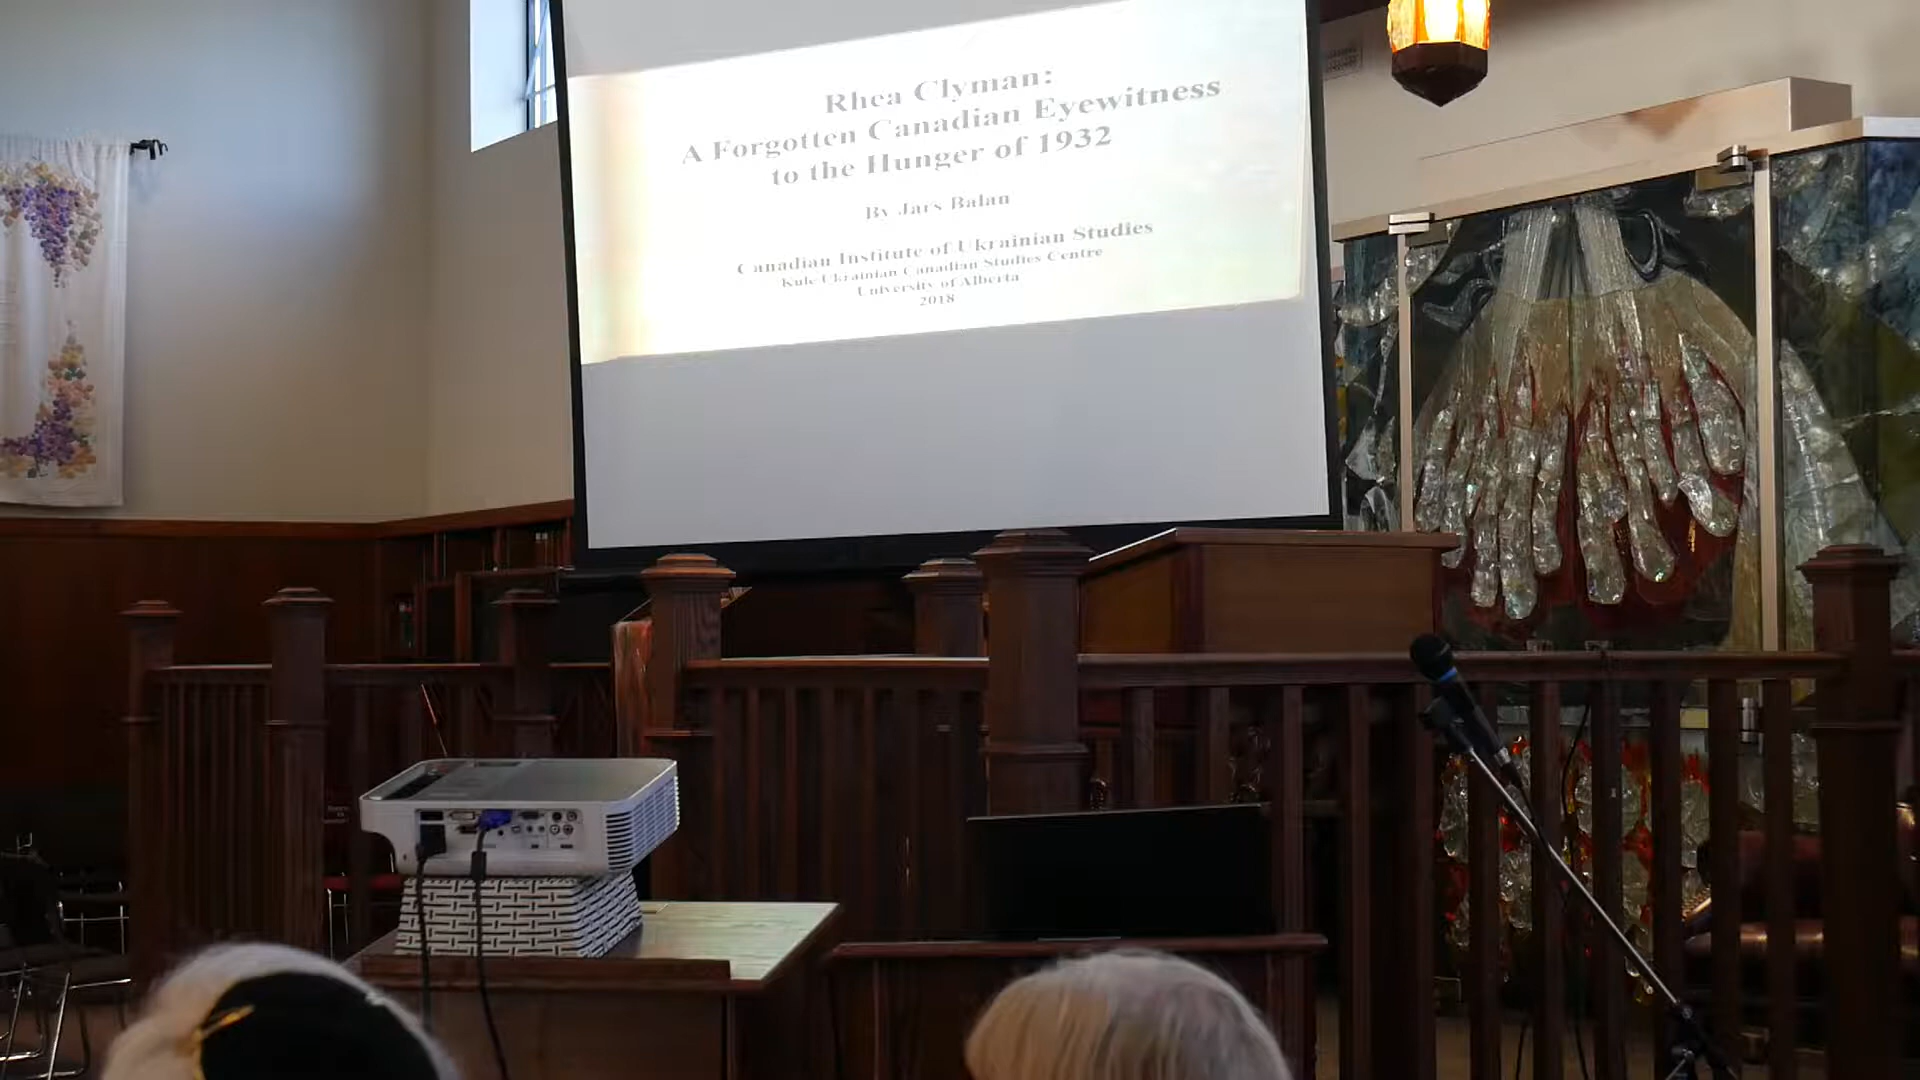 Rhea Clyman:
A Forgotten Canadian Eyewitness
to the Hunger of 1932
By Jars Balan
Canadian Institute of Ukrainian Studies
Kule Ukrainian Canadian Studies Centre
University of Alberta
2018